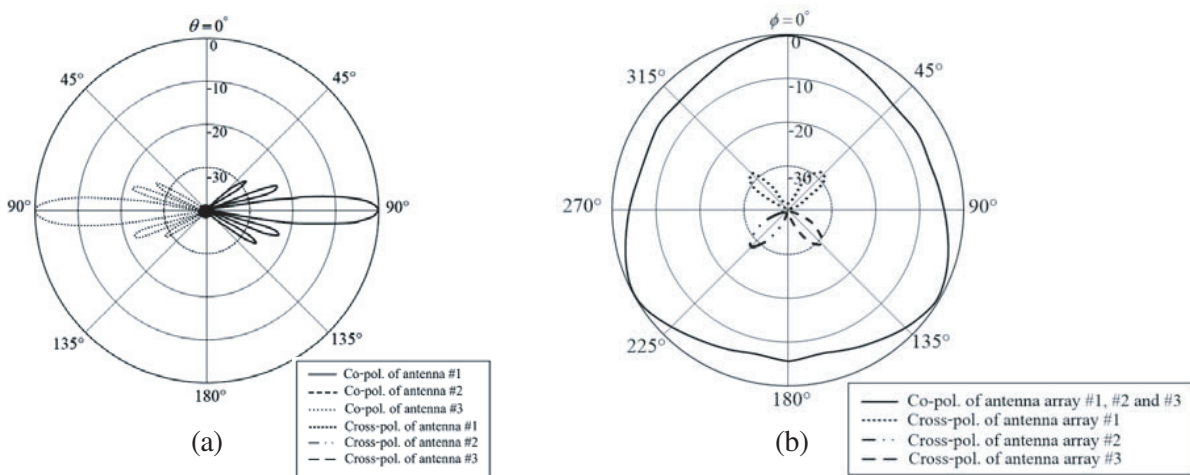 θ = 0°
0
45°
45°
-10
-20
-30
90°
90°
135°
135°
180°
Co-pol. of antenna #1
Co-pol. of antenna #2
Co-pol. of antenna #3
Cross-pol. of antenna #1
Cross-pol. of antenna #2
Cross-pol. of antenna #3
(a)
ϕ = 0°
0
315°
45°
-10
-20
-30
270°
90°
225°
135°
180°
Co-pol. of antenna array #1, #2 and #3
Cross-pol. of antenna array #1
Cross-pol. of antenna array #2
Cross-pol. of antenna array #3
(b)